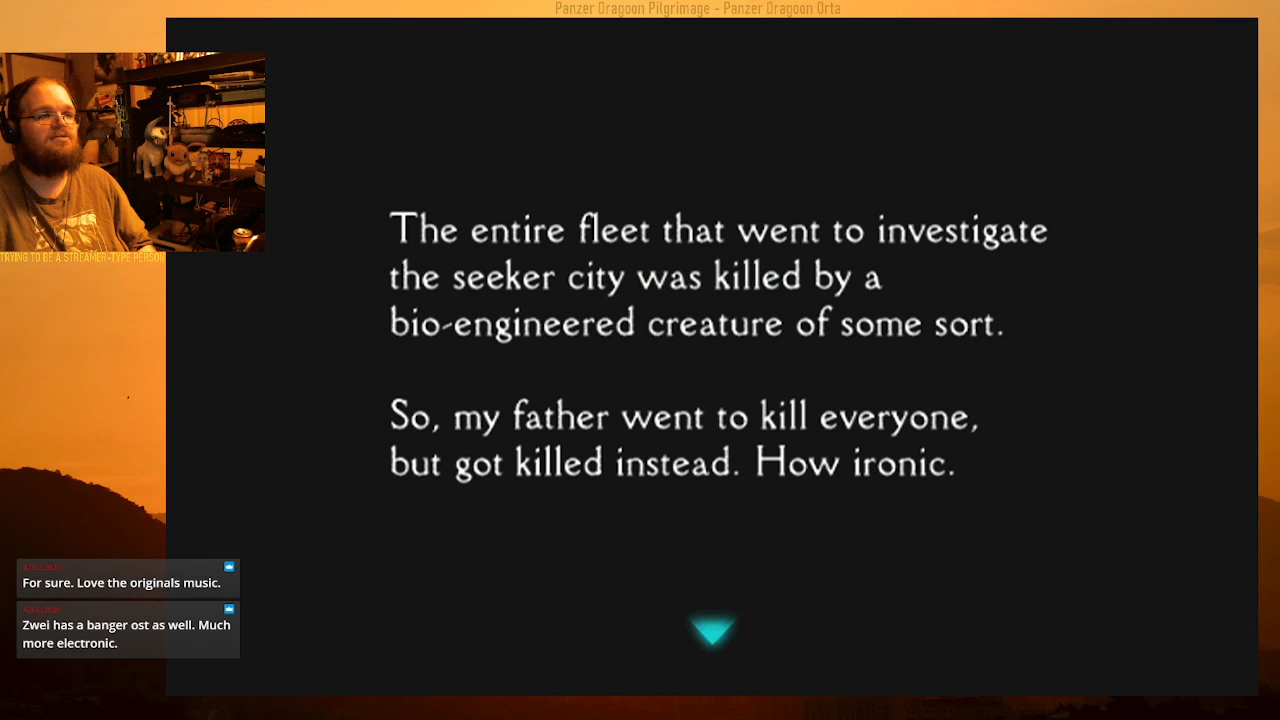 Panzer Dragoon Pilgrimage - Panzer Dragoon Orta
TRYING TO BE A STREAMER-TYPE PERSON
The entire fleet that went to investigate
the seeker city was killed by a
bio-engineered creature of some sort.
So, my father went to kill everyone,
but got killed instead. How ironic.
For sure. Love the originals music.
Zwei has a banger ost as well. Much
more electronic.